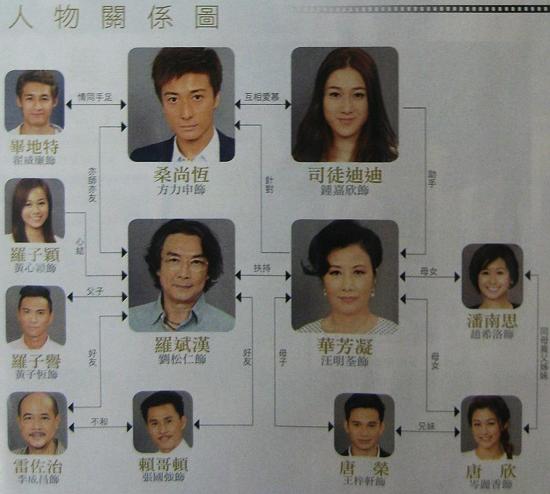 人物關係圖
情同手足
互相愛慕
畢地特
翟威廉飾
桑尚恆
方力申飾
司徒迪迪
鍾嘉欣飾
亦師亦友
針對
助手
羅子穎
黃心穎飾
心結
父子
扶持
母女
羅子譽
黃子恆飾
羅斌漢
劉松仁飾
華芳凝
汪明荃飾
潘南思
趙希洛飾
好友
好友
母子
母女
同母異父姊妹
雷佐治
李成昌飾
不和
賴哥頓
張國強飾
唐榮
王梓軒飾
兄妹
唐欣
岑麗香飾